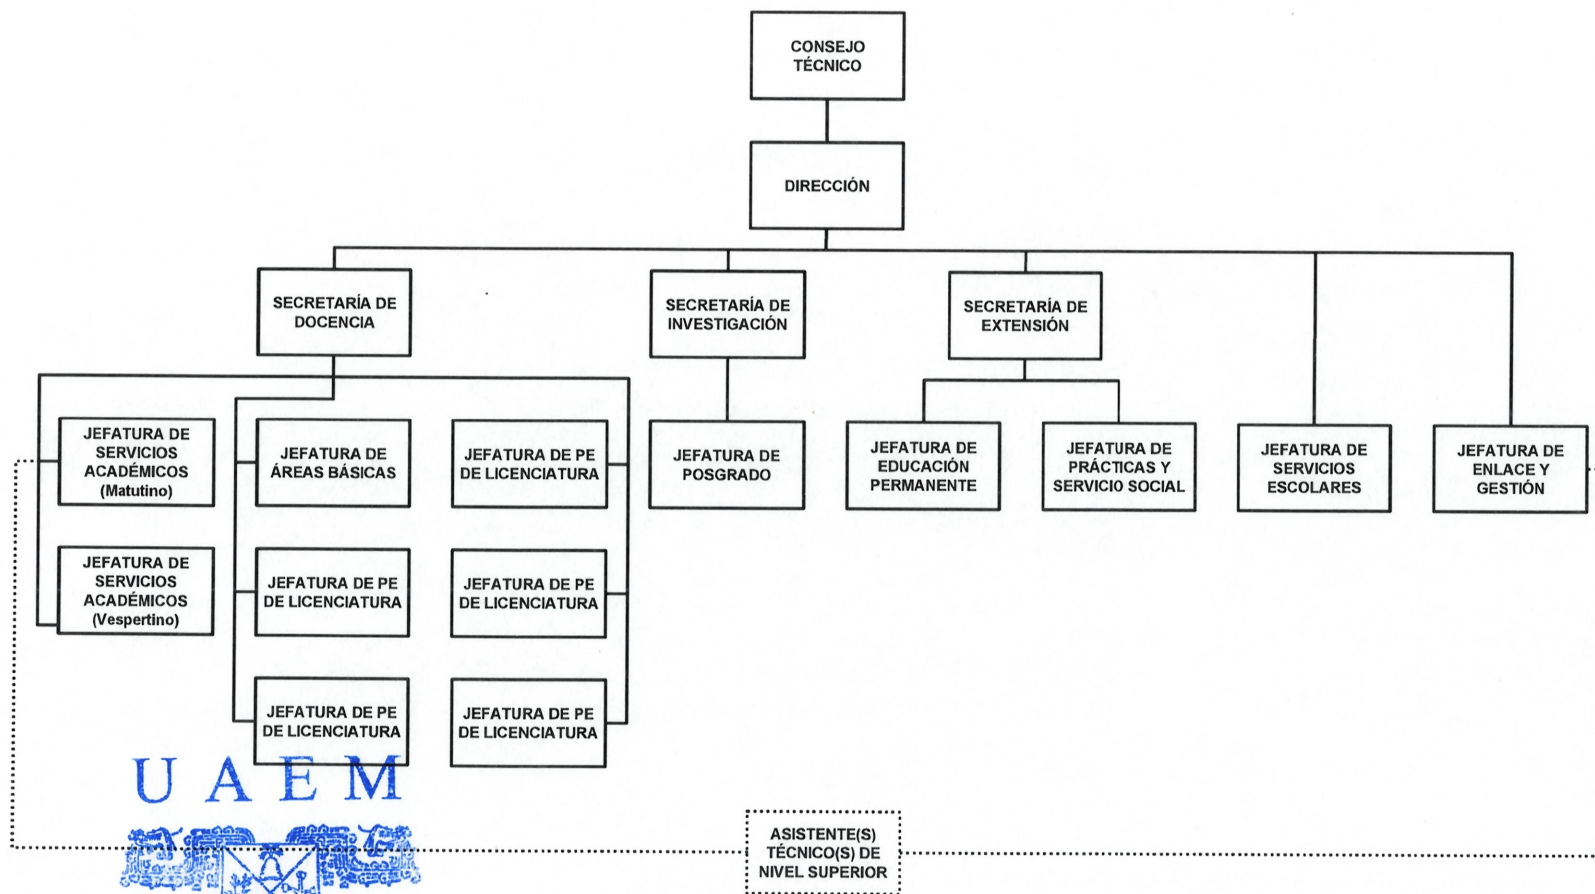 CONSEJO
TÉCNICO
DIRECCIÓN
SECRETARÍA DE
DOCENCIA
SECRETARÍA DE
INVESTIGACIÓN
SECRETARÍA DE
EXTENSIÓN
JEFATURA DE
SERVICIOS
ACADÉMICOS
(Matutino)
JEFATURA DE
ÁREAS BÁSICAS
JEFATURA DE PE
DE LICENCIATURA
JEFATURA DE
POSGRADO
JEFATURA DE
EDUCACIÓN
PERMANENTE
JEFATURA DE
PRÁCTICAS Y
SERVICIO SOCIAL
JEFATURA DE
SERVICIOS
ESCOLARES
JEFATURA DE
ENLACE Y
GESTIÓN
JEFATURA DE
SERVICIOS
ACADÉMICOS
(Vespertino)
JEFATURA DE PE
DE LICENCIATURA
JEFATURA DE PE
DE LICENCIATURA
JEFATURA DE PE
DE LICENCIATURA
JEFATURA DE PE
DE LICENCIATURA
UAEM
ASISTENTE(S)
TÉCNICO(S) DE
NIVEL SUPERIOR